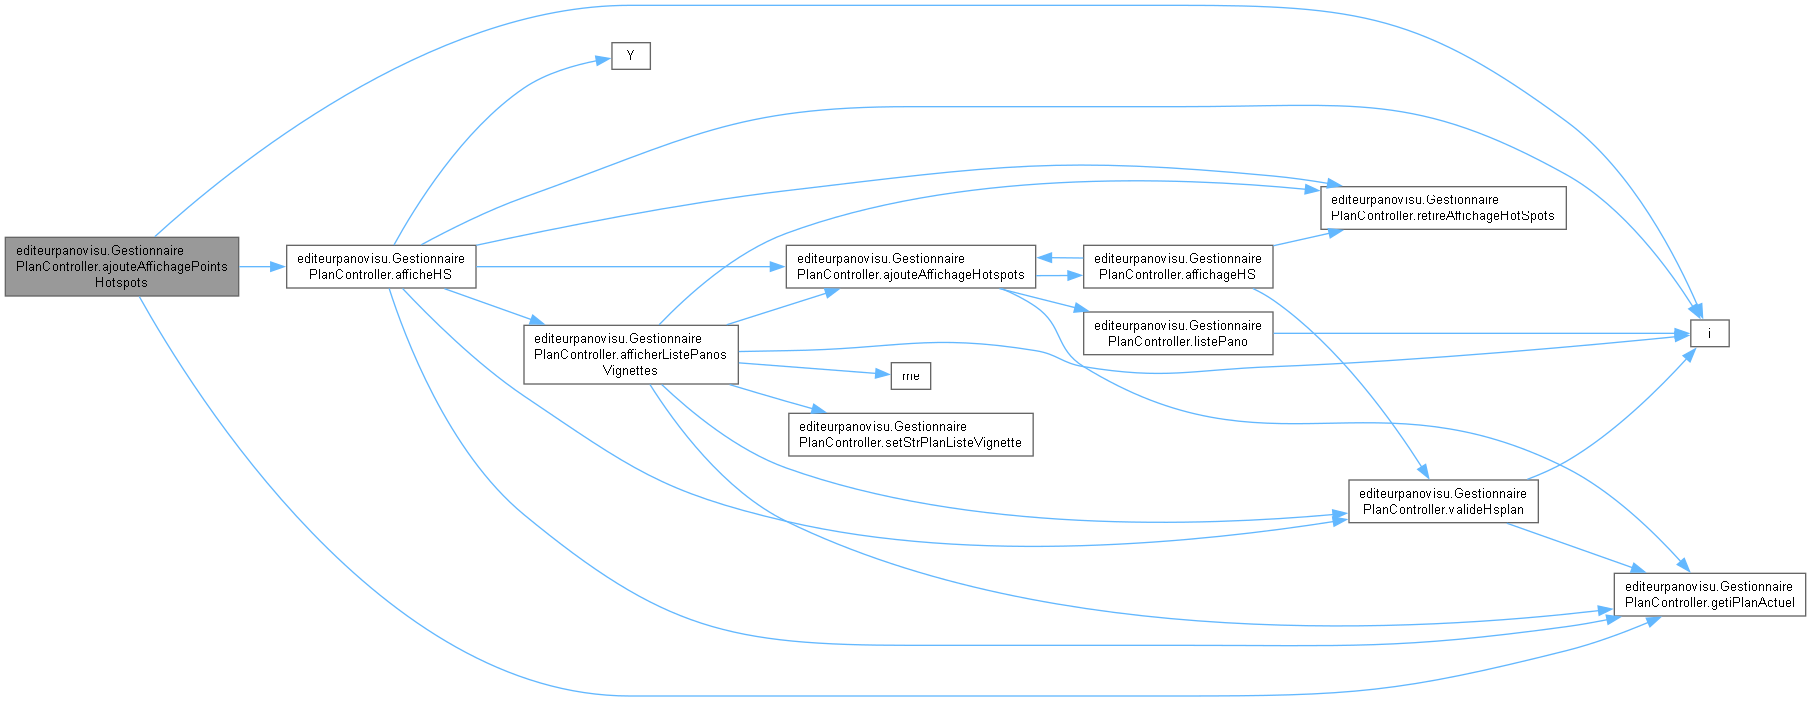 editeurpanovisu.Gestionnaire
PlanController.ajouteAffichagePoints
Hotspots
editeurpanovisu.Gestionnaire
PlanController.afficheHS
Y
editeurpanovisu.Gestionnaire
PlanController.afficherListePanos
Vignettes
editeurpanovisu.Gestionnaire
PlanController.ajouteAffichageHotspots
me
editeurpanovisu.Gestionnaire
PlanController.setStrPlanListeVignette
editeurpanovisu.Gestionnaire
PlanController.affichageHS
editeurpanovisu.Gestionnaire
PlanController.listePano
editeurpanovisu.Gestionnaire
PlanController.retireAffichageHotSpots
editeurpanovisu.Gestionnaire
PlanController.valideHsplan
i
editeurpanovisu.Gestionnaire
PlanController.getiPlanActuel